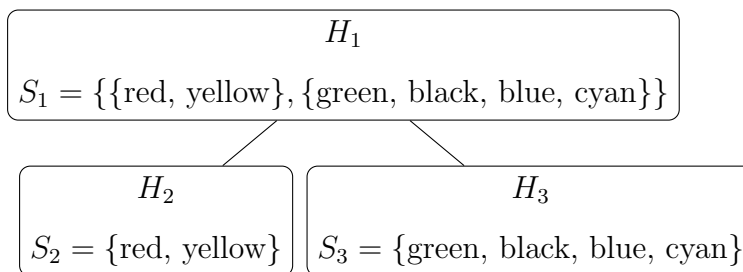 H₁
S₁ = {{red, yellow}, {green, black, blue, cyan}}
H₂
S₂ = {red, yellow}
H₃
S₃ = {green, black, blue, cyan}